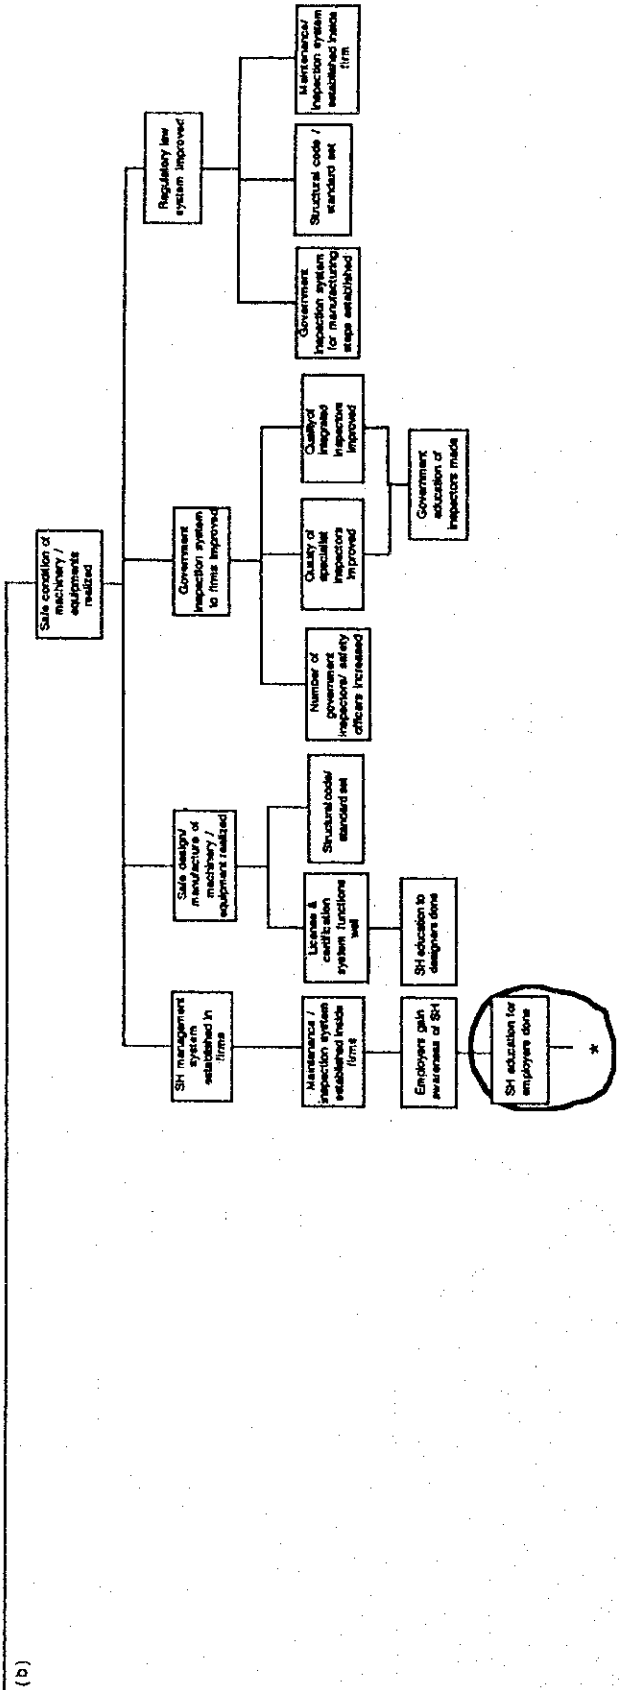 (b)
Safe condition of
machinery /
equipments
realized
SH management
system
established in
firms
Safe design/
manufacture of
machinery /
equipment realized
Government
inspection system
to firms improved
Regulatory law
system improved
Maintenance /
inspection system
established inside
firms
License &
certification
system functions
well
Structural code/
standard set
Number of
government
inspectors/ safety
officers increased
Quality of
specialist
inspectors
improved
Quality of
integrated
inspectors
improved
Government
inspection system
for manufacturing
steps established
Structural code /
standard set
Maintenance/
inspection system
established inside
firm
Employers gain
awareness of SH
SH education to
designers done
Government
education of
inspectors made
SH education for
employers done
*